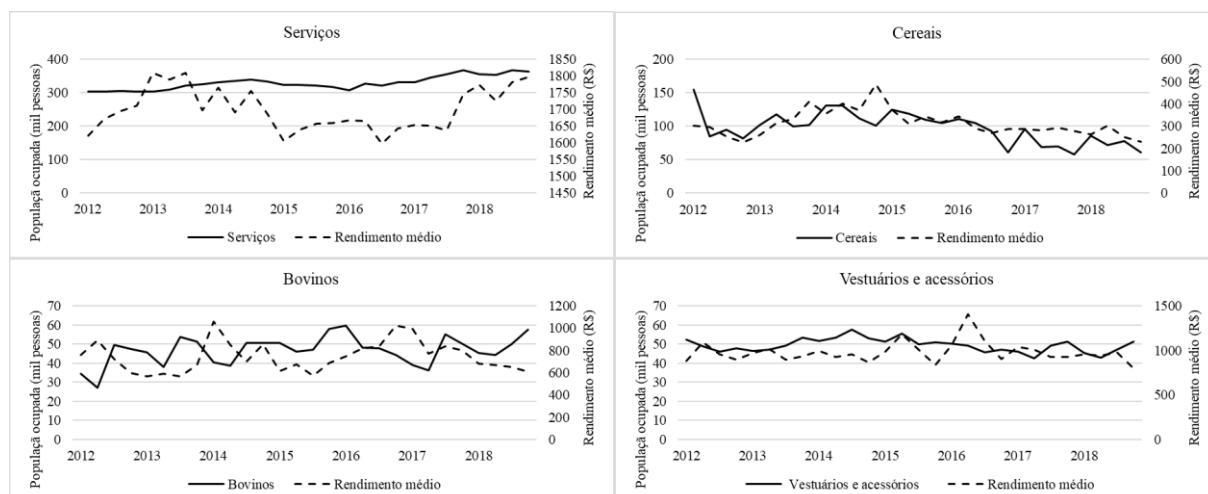 Serviços
Populaçã ocupada (mil pessoas)
400
300
200
100
0
1850
1800
1750
1700
1650
1600
1550
1500
1450
Rendimento médio (R$)
2012 2013 2014 2015 2016 2017 2018
Serviços Rendimento médio
Cereais
Populaçã ocupada (mil pessoas)
200
150
100
50
0
600
500
400
300
200
100
0
Rendimento médio (R$)
2012 2013 2014 2015 2016 2017 2018
Cereais Rendimento médio
Bovinos
Populaçã ocupada (mil pessoas)
70
60
50
40
30
20
10
0
1200
1000
800
600
400
200
0
Rendimento médio (R$)
2012 2013 2014 2015 2016 2017 2018
Bovinos Rendimento médio
Vestuários e acessórios
Populaçã ocupada (mil pessoas)
70
60
50
40
30
20
10
0
1500
1000
500
0
Rendimento médio (R$)
2012 2013 2014 2015 2016 2017 2018
Vestuários e acessórios Rendimento médio